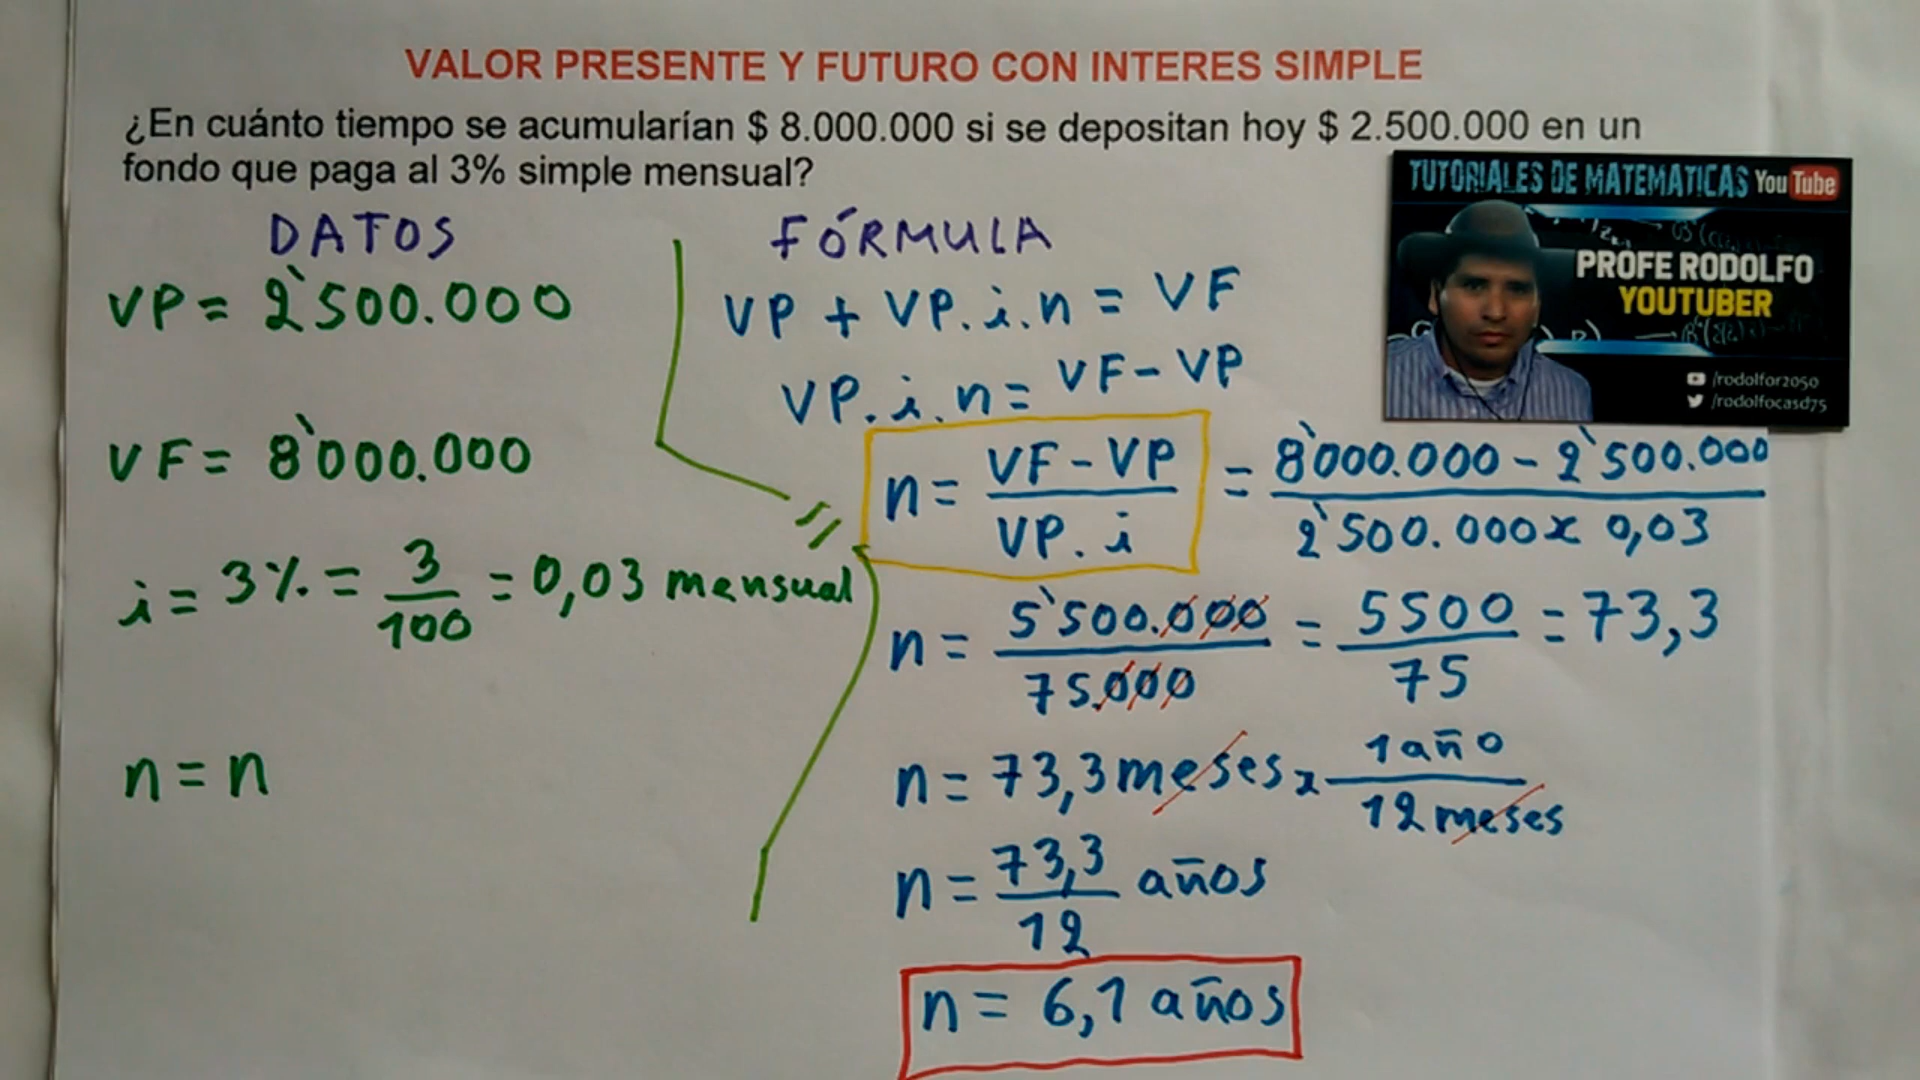 VALOR PRESENTE Y FUTURO CON INTERES SIMPLE
¿En cuánto tiempo se acumularían $ 8.000.000 si se depositan hoy $ 2.500.000 en un
fondo que paga al 3% simple mensual?
TUTORIALES DE MATEMATICAS YouTube
PROFE RODOLFO
YOUTUBER
/rodolfor2050
/rodolfocasd75
DATOS
VP = 2`500.000
VF = 8`000.000
i = 3% = 3/100 = 0,03 mensual
n = n
FÓRMULA
VP + VP.i.n = VF
VP.i.n = VF - VP
n = VF - VP / VP.i = 8`000.000 - 2`500.000 / 2`500.000 x 0,03
n = 5`500.000 / 75.000 = 5500 / 75 = 73,3
n = 73,3 meses x 1 año / 12 meses
n = 73,3 / 12 años
n = 6,1 años